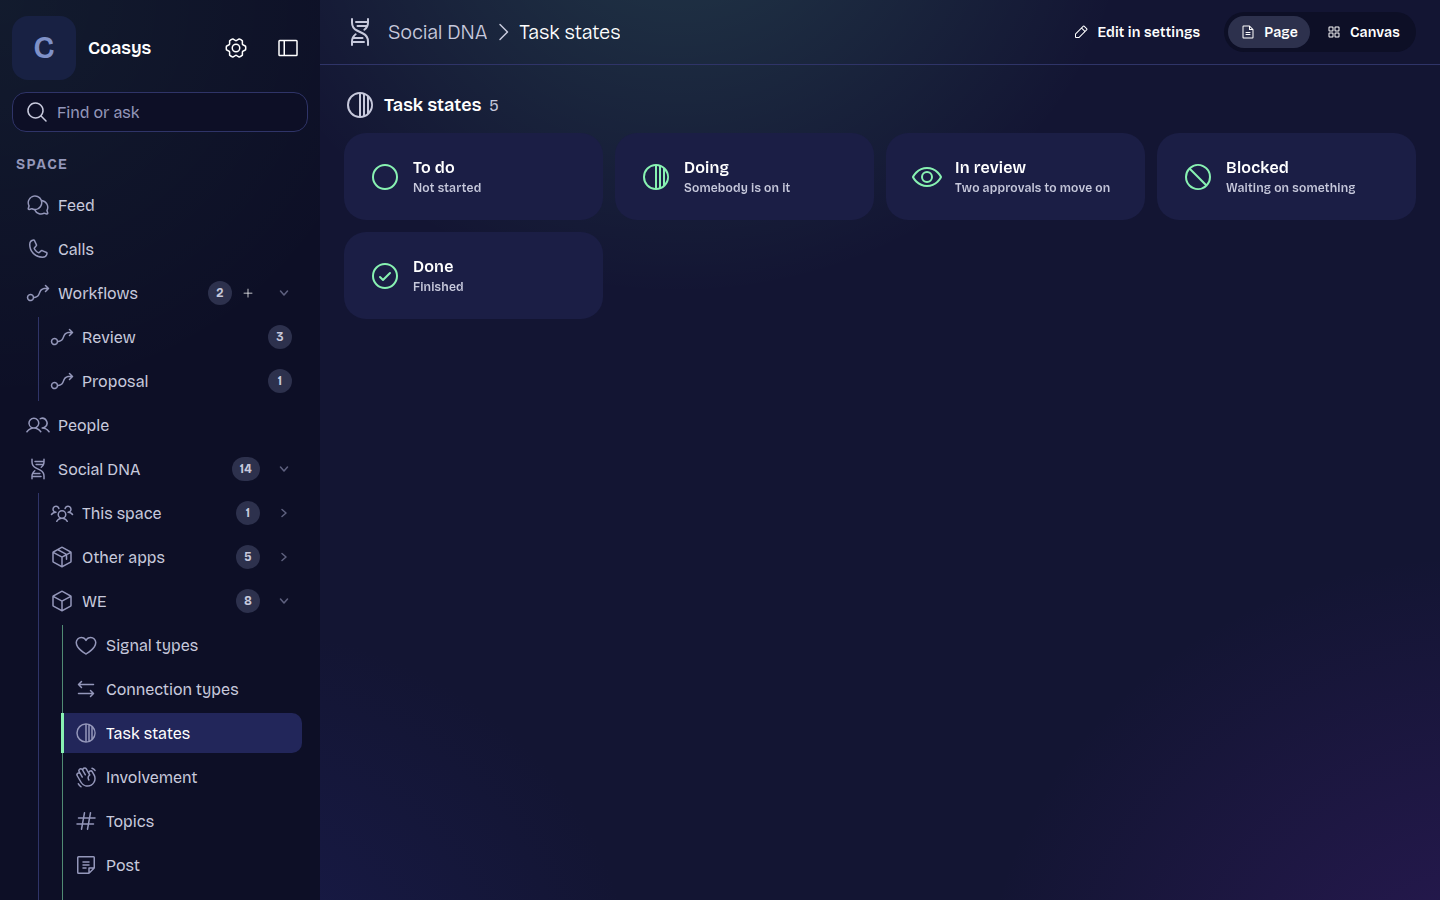 C
Coasys
Find or ask
SPACE
Feed
Calls
Workflows 2
Review 3
Proposal 1
People
Social DNA 14
This space 1
Other apps 5
WE 8
Signal types
Connection types
Task states
Involvement
Topics
Post
Social DNA > Task states
Edit in settings
Page
Canvas
Task states 5
To do
Not started
Doing
Somebody is on it
In review
Two approvals to move on
Blocked
Waiting on something
Done
Finished